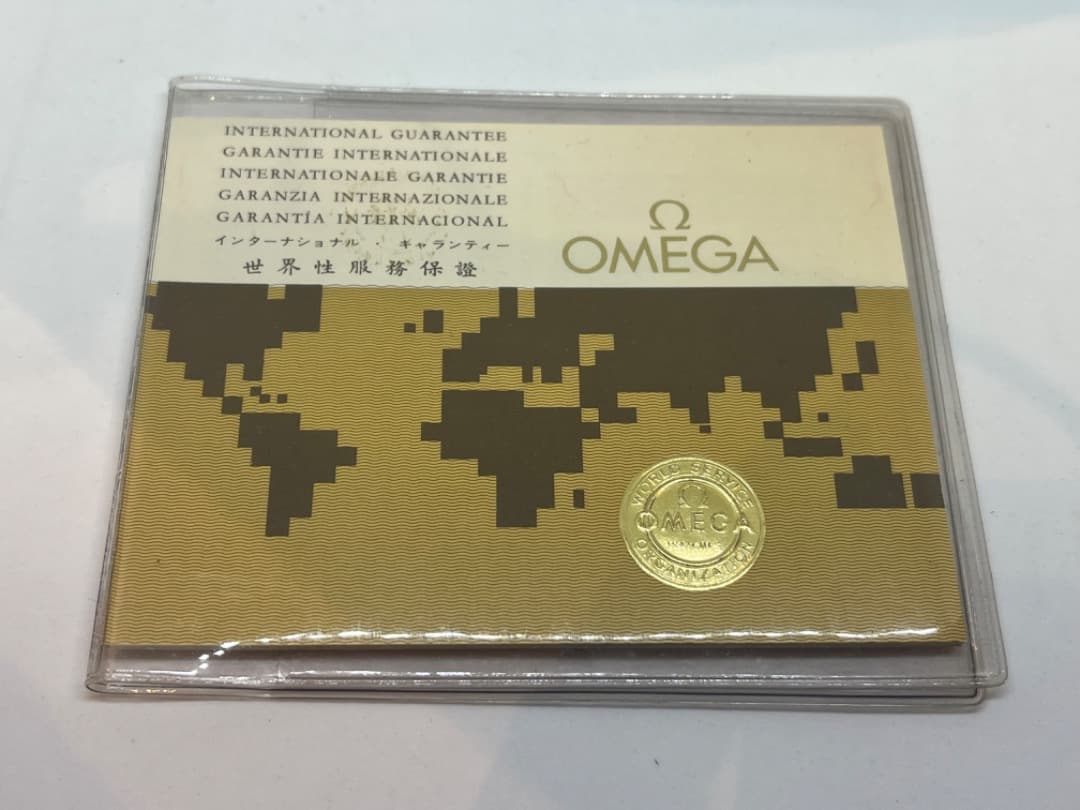 INTERNATIONAL GUARANTEE
GARANTIE INTERNATIONALE
INTERNATIONALE GARANTIE
GARANZIA INTERNAZIONALE
GARANTÍA INTERNACIONAL
インターナショナル ・ ギャランティー
世界性服務保證
Ω
OMEGA
WORLD SERVICE
Ω
OMEGA
ORGANIZATION